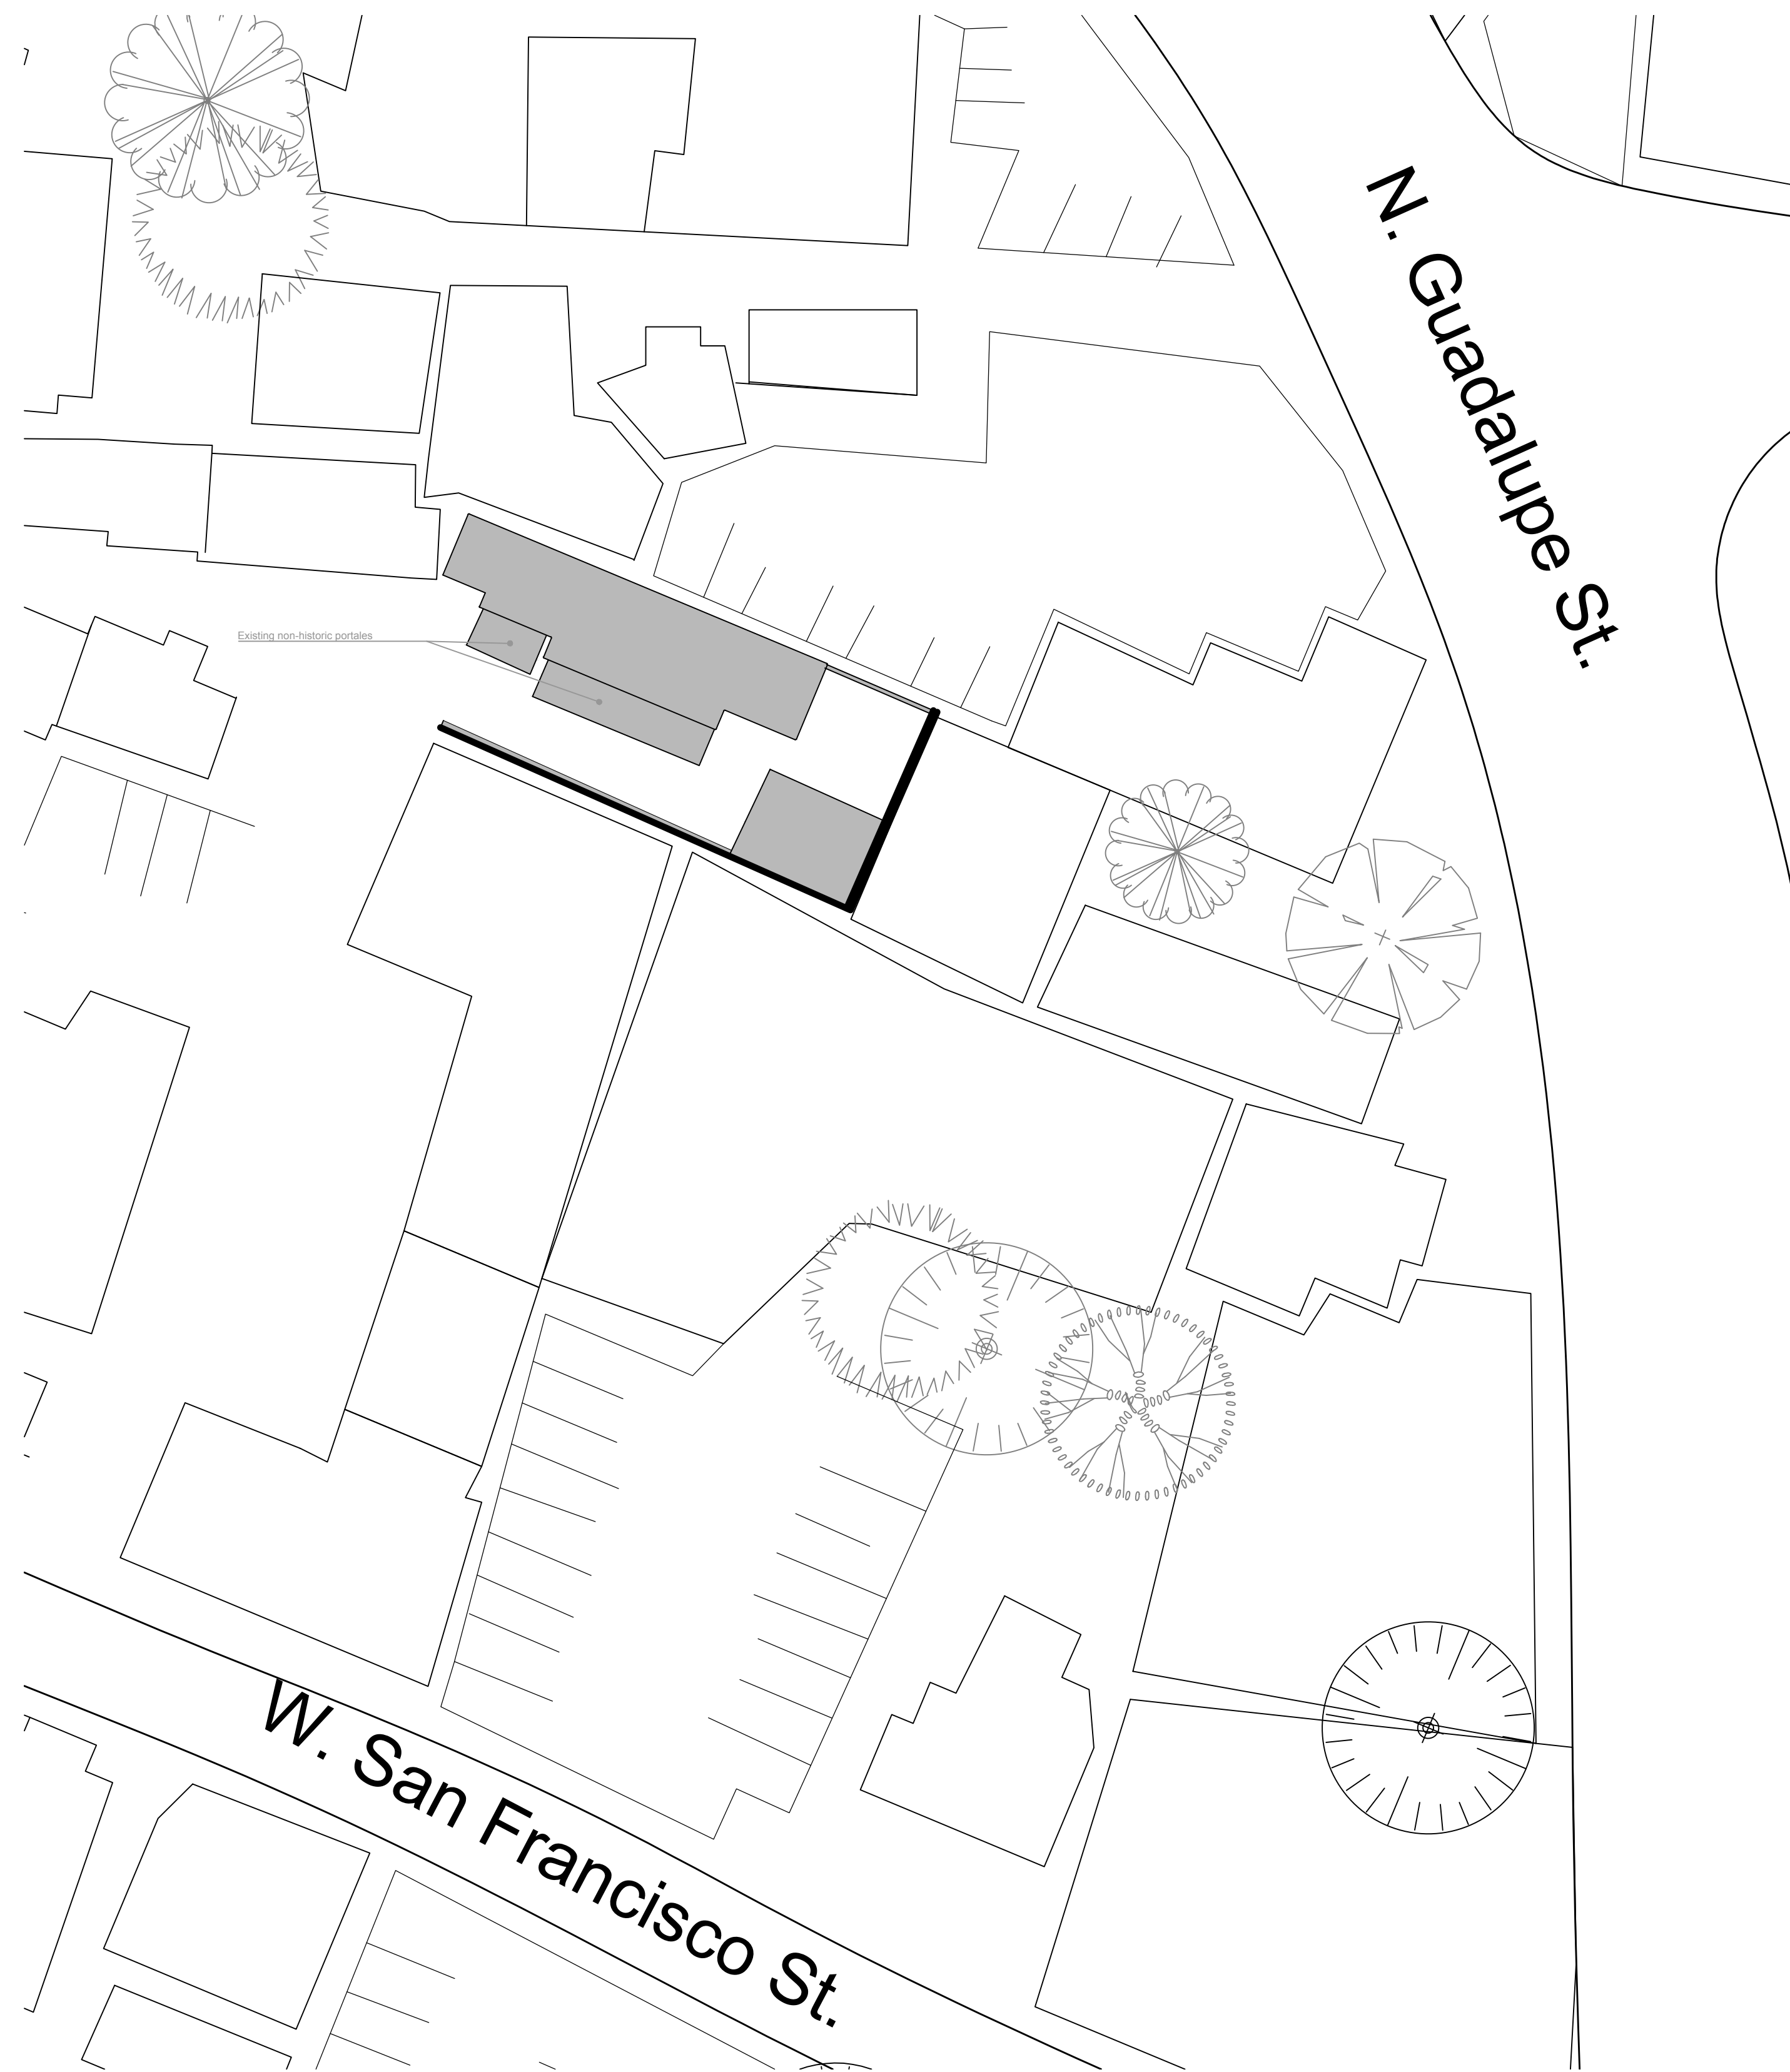 N. Guadalupe St.
Existing non-historic portales
W. San Francisco St.